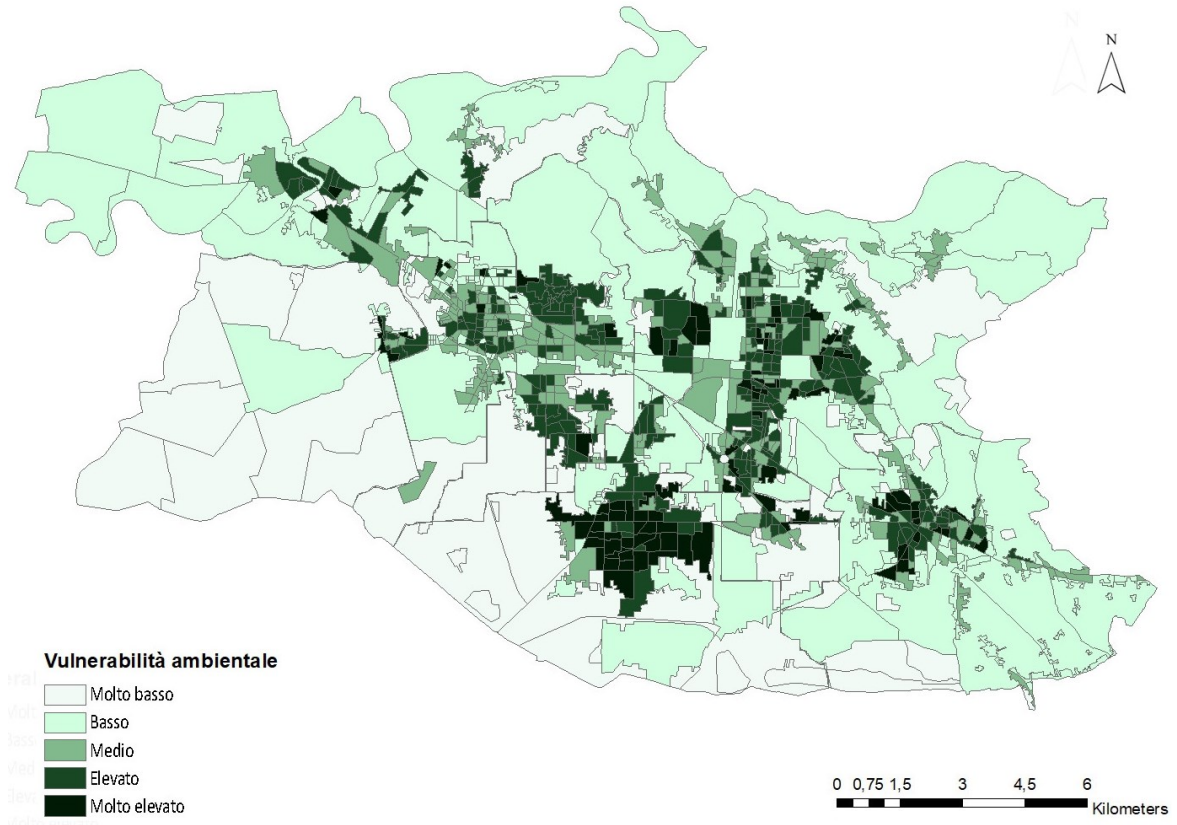 N
Vulnerabilità ambientale
Molto basso
Basso
Medio
Elevato
Molto elevato
0 0,75 1,5 3 4,5 6
Kilometers